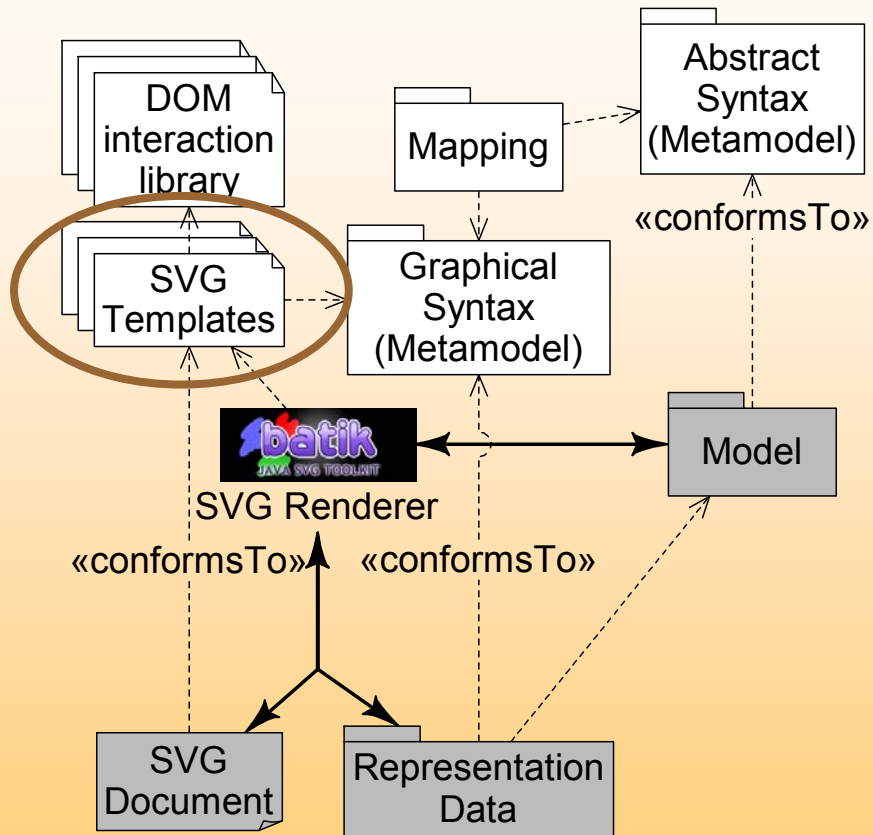 DOM
interaction
library
Mapping
Abstract
Syntax
(Metamodel)
«conformsTo»
SVG
Templates
Graphical
Syntax
(Metamodel)
batik
JAVA SVG TOOLKIT
SVG Renderer
Model
«conformsTo»
«conformsTo»
SVG
Document
Representation
Data